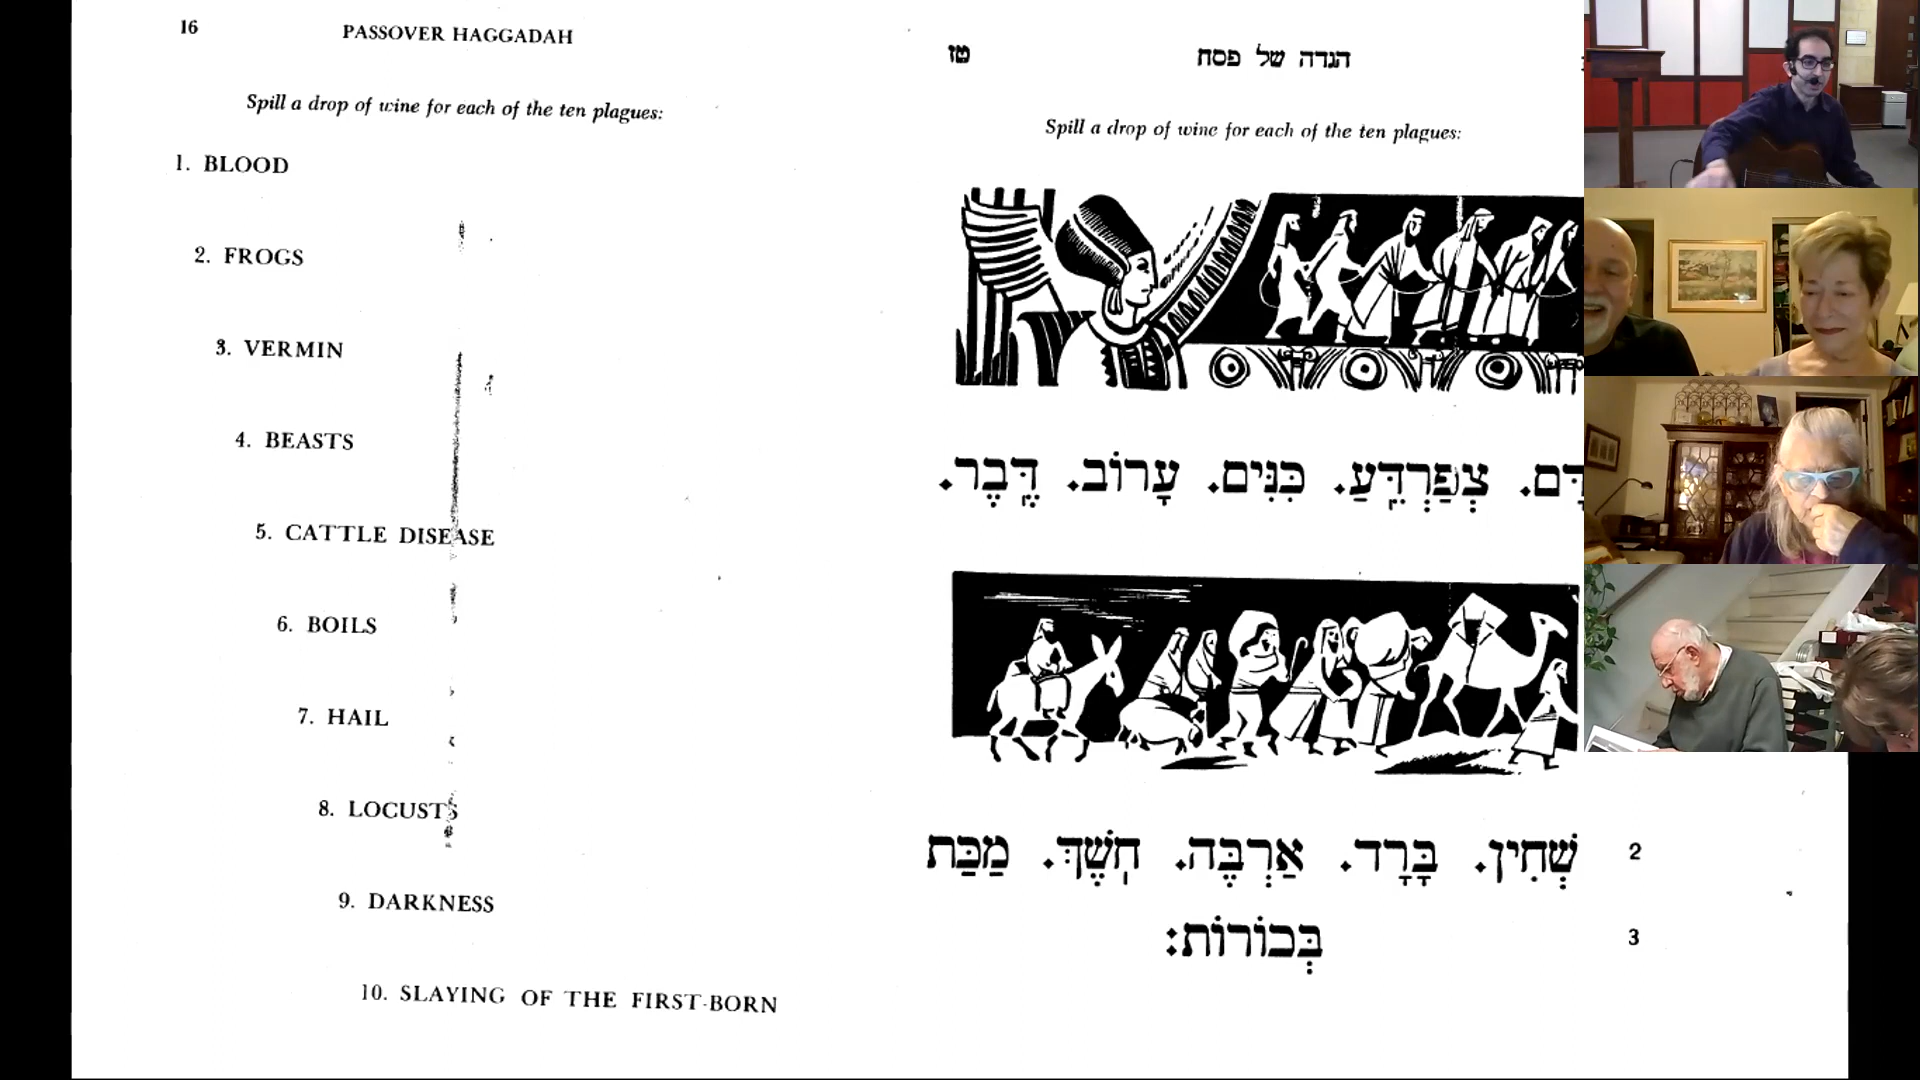 16
PASSOVER HAGGADAH
Spill a drop of wine for each of the ten plagues:
1. BLOOD
2. FROGS
3. VERMIN
4. BEASTS
5. CATTLE DISEASE
6. BOILS
7. HAIL
8. LOCUSTS
9. DARKNESS
10. SLAYING OF THE FIRST-BORN
הגדה של פסח
טז
Spill a drop of wine for each of the ten plagues:
דָּם. צְפַרְדֵּעַ. כִּנִּים. עָרוֹב. דֶּבֶר.
שְׁחִין. בָּרָד. אַרְבֶּה. חֹשֶׁךְ. מַכַּת
2
בְּכוֹרוֹת:
3